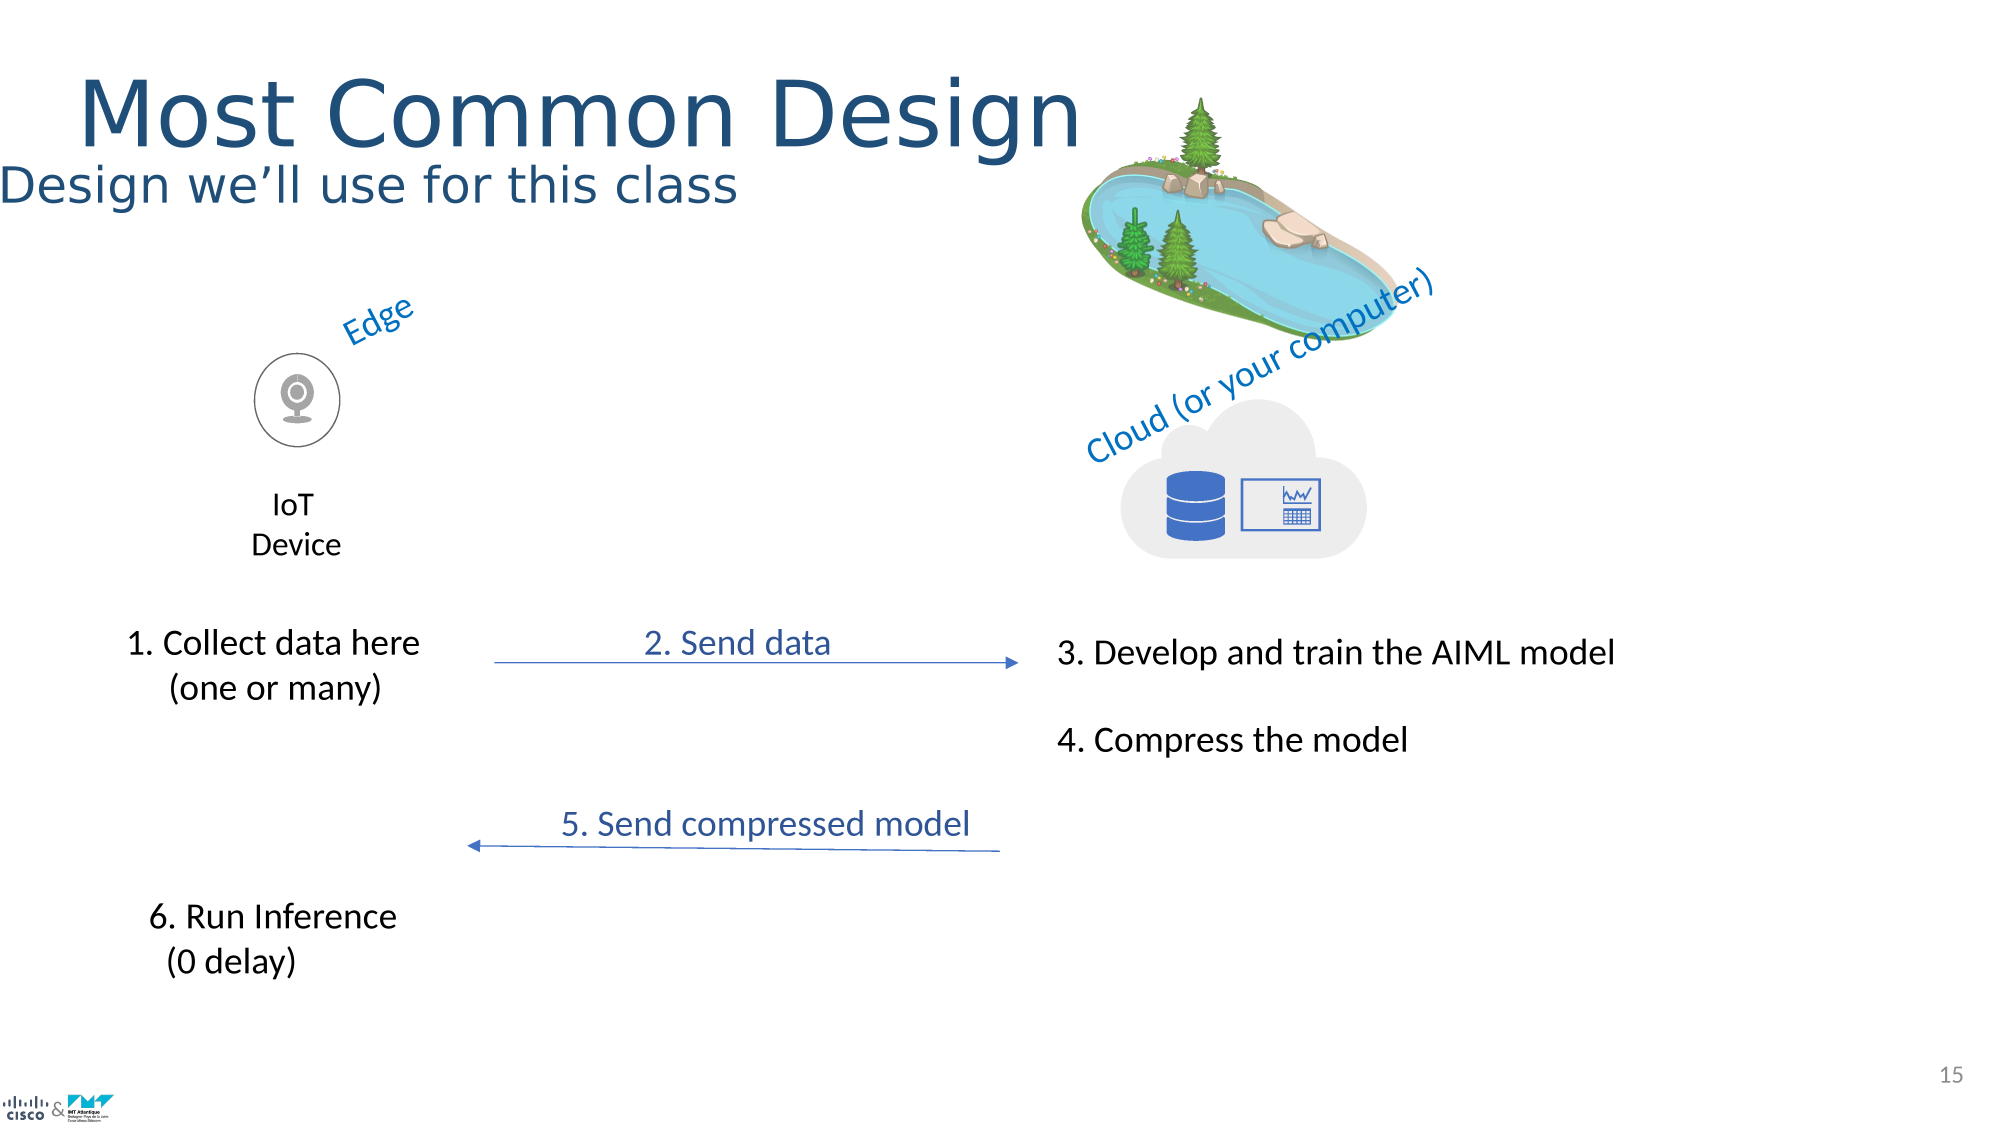 Most Common Design
Design we’ll use for this class
Edge
Cloud (or your computer)
IoT
Device
1. Collect data here
(one or many)
2. Send data
3. Develop and train the AIML model
4. Compress the model
5. Send compressed model
6. Run Inference
(0 delay)
15
CISCO & IMT Atlantique